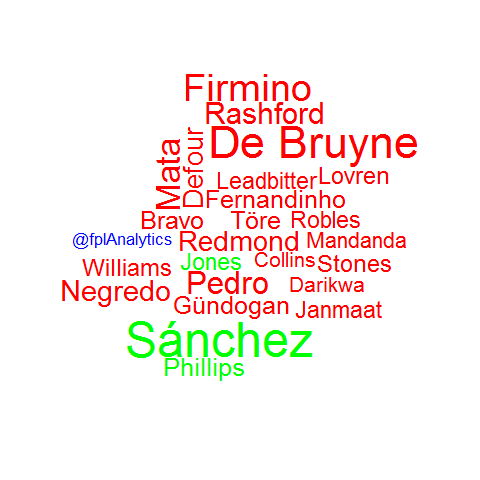 Firmino
Rashford
De Bruyne
Mata
Defour
Leadbitter
Lovren
Fernandinho
Bravo
Töre
Robles
@fplAnalytics
Redmond
Mandanda
Williams
Jones
Collins
Stones
Negredo
Pedro
Darikwa
Gündogan
Janmaat
Sánchez
Phillips